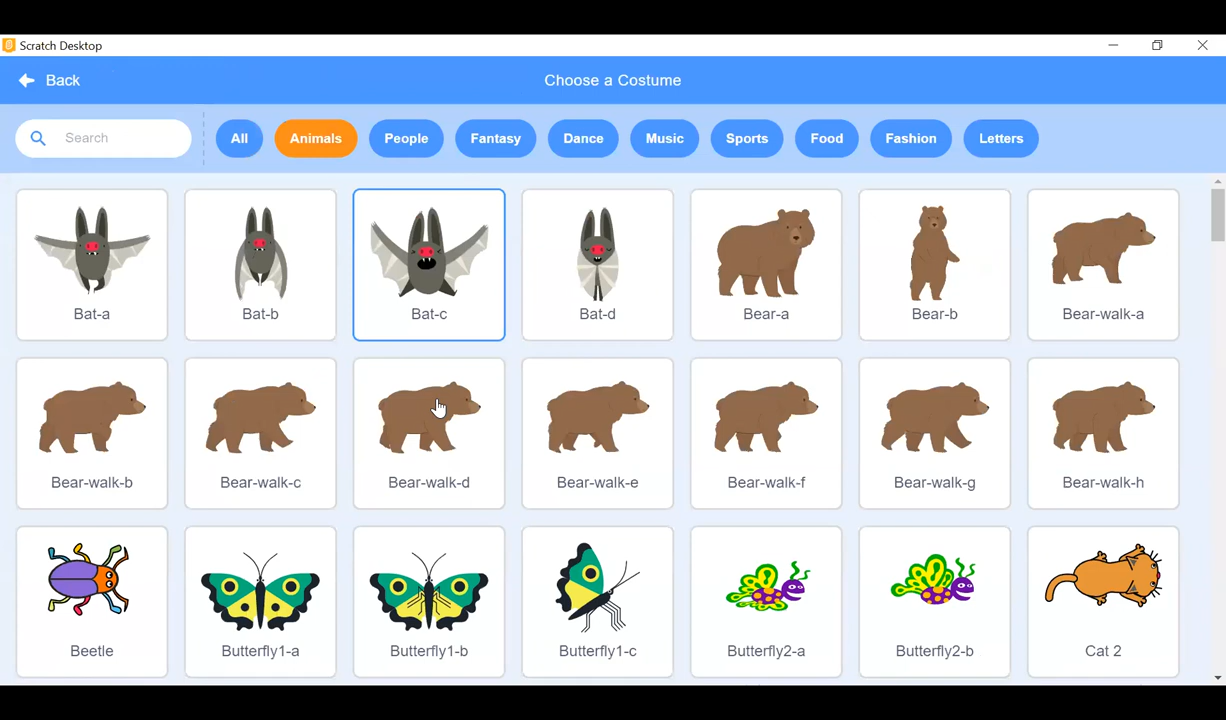 Scratch Desktop
Back
Choose a Costume
Search
All
Animals
People
Fantasy
Dance
Music
Sports
Food
Fashion
Letters
Bat-a
Bat-b
Bat-c
Bat-d
Bear-a
Bear-b
Bear-walk-a
Bear-walk-b
Bear-walk-c
Bear-walk-d
Bear-walk-e
Bear-walk-f
Bear-walk-g
Bear-walk-h
Beetle
Butterfly1-a
Butterfly1-b
Butterfly1-c
Butterfly2-a
Butterfly2-b
Cat 2